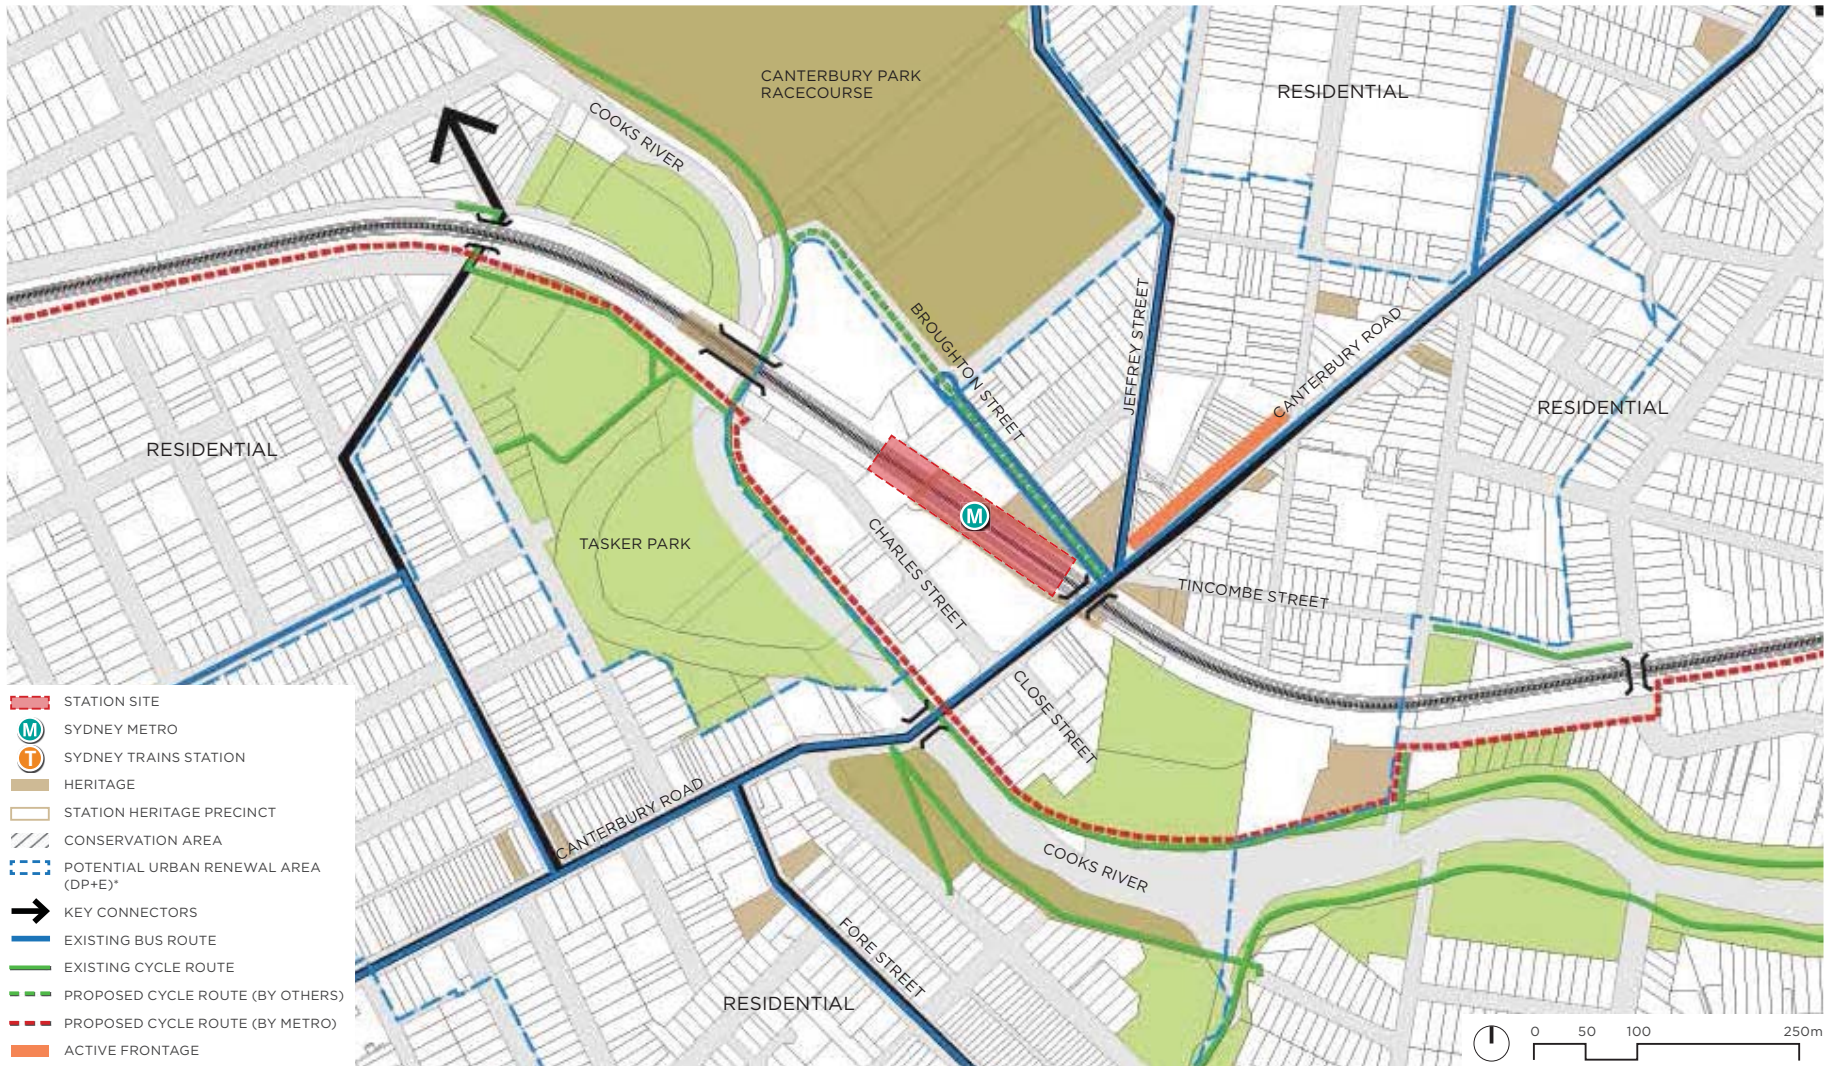 CANTERBURY PARK
RACECOURSE
RESIDENTIAL
COOKS RIVER
BROUGHTON STREET
JEFFREY STREET
CANTERBURY ROAD
RESIDENTIAL
RESIDENTIAL
M
TASKER PARK
CHARLES STREET
TINCOMBE STREET
CLOSE STREET
CANTERBURY ROAD
COOKS RIVER
FORE STREET
RESIDENTIAL
STATION SITE
M SYDNEY METRO
T SYDNEY TRAINS STATION
HERITAGE
STATION HERITAGE PRECINCT
CONSERVATION AREA
POTENTIAL URBAN RENEWAL AREA
(DP+E)*
KEY CONNECTORS
EXISTING BUS ROUTE
EXISTING CYCLE ROUTE
PROPOSED CYCLE ROUTE (BY OTHERS)
PROPOSED CYCLE ROUTE (BY METRO)
ACTIVE FRONTAGE
0 50 100 250m